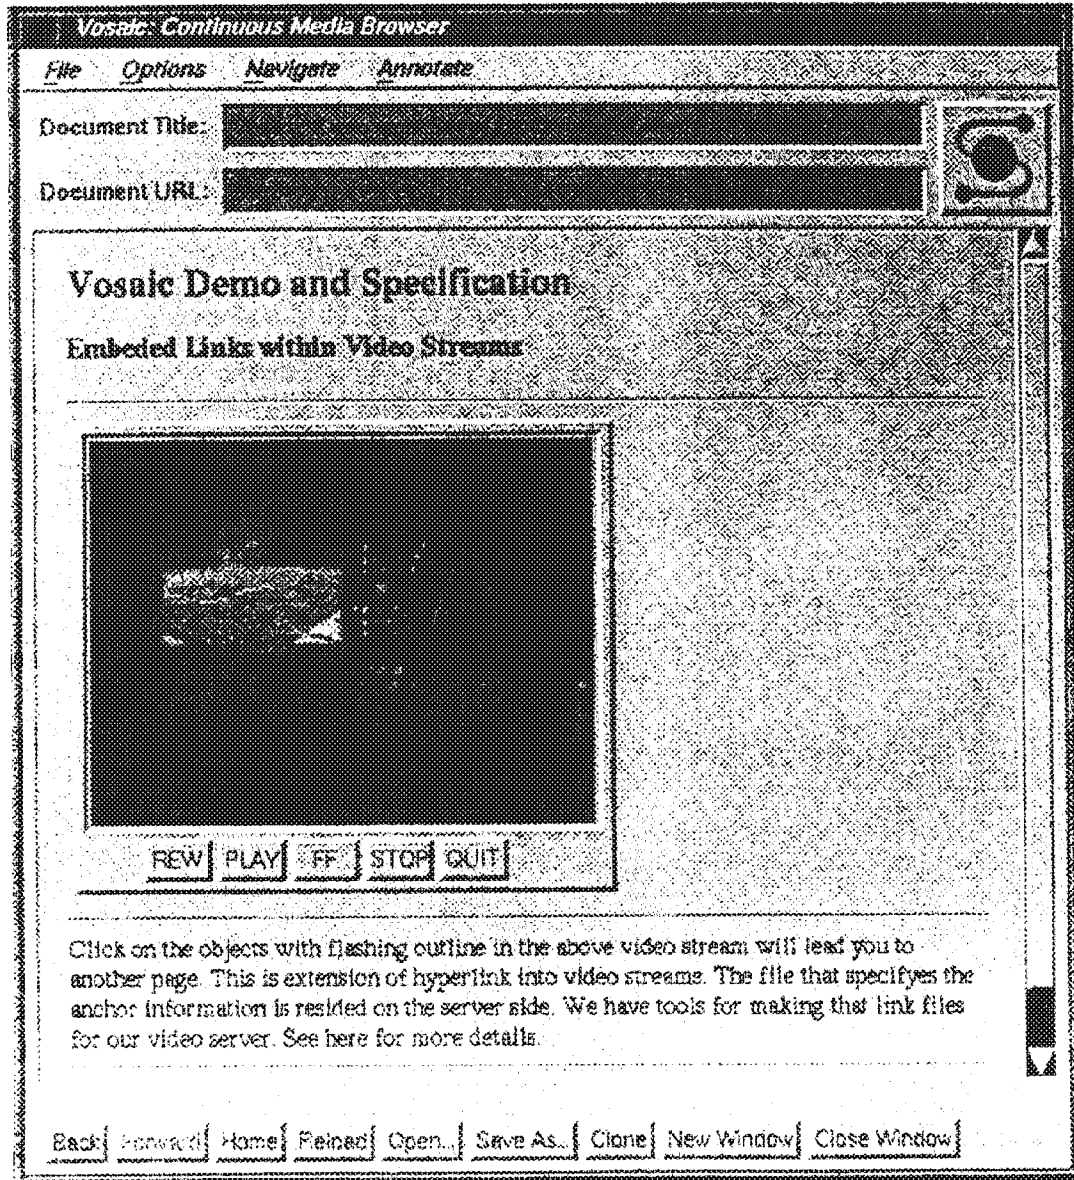 Vosaic: Continuous Media Browser
File Options Navigate Annotate
Document Title:
Document URL:
Vosaic Demo and Specification
Embeded Links within Video Streams
REW PLAY FF STOP QUIT
Click on the objects with flashing outline in the above video stream will lead you to
another page. This is extension of hyperlink into video streams. The file that specifyes the
anchor information is resided on the server side. We have tools for making that link files
for our video server. See here for more details.
Back Forward Home Reload Open... Save As... Clone New Window Close Window